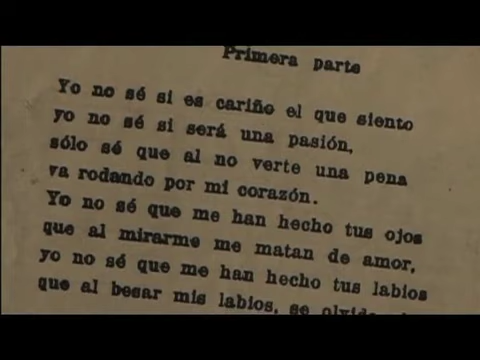 Primera parte
Yo no sé si es cariño el que siento
yo no sé si será una pasión,
sólo sé que al no verte una pena
va rodando por mi corazón.
Yo no sé que me han hecho tus ojos
que al mirarme me matan de amor,
yo no sé que me han hecho tus labios
que al besar mis labios, se